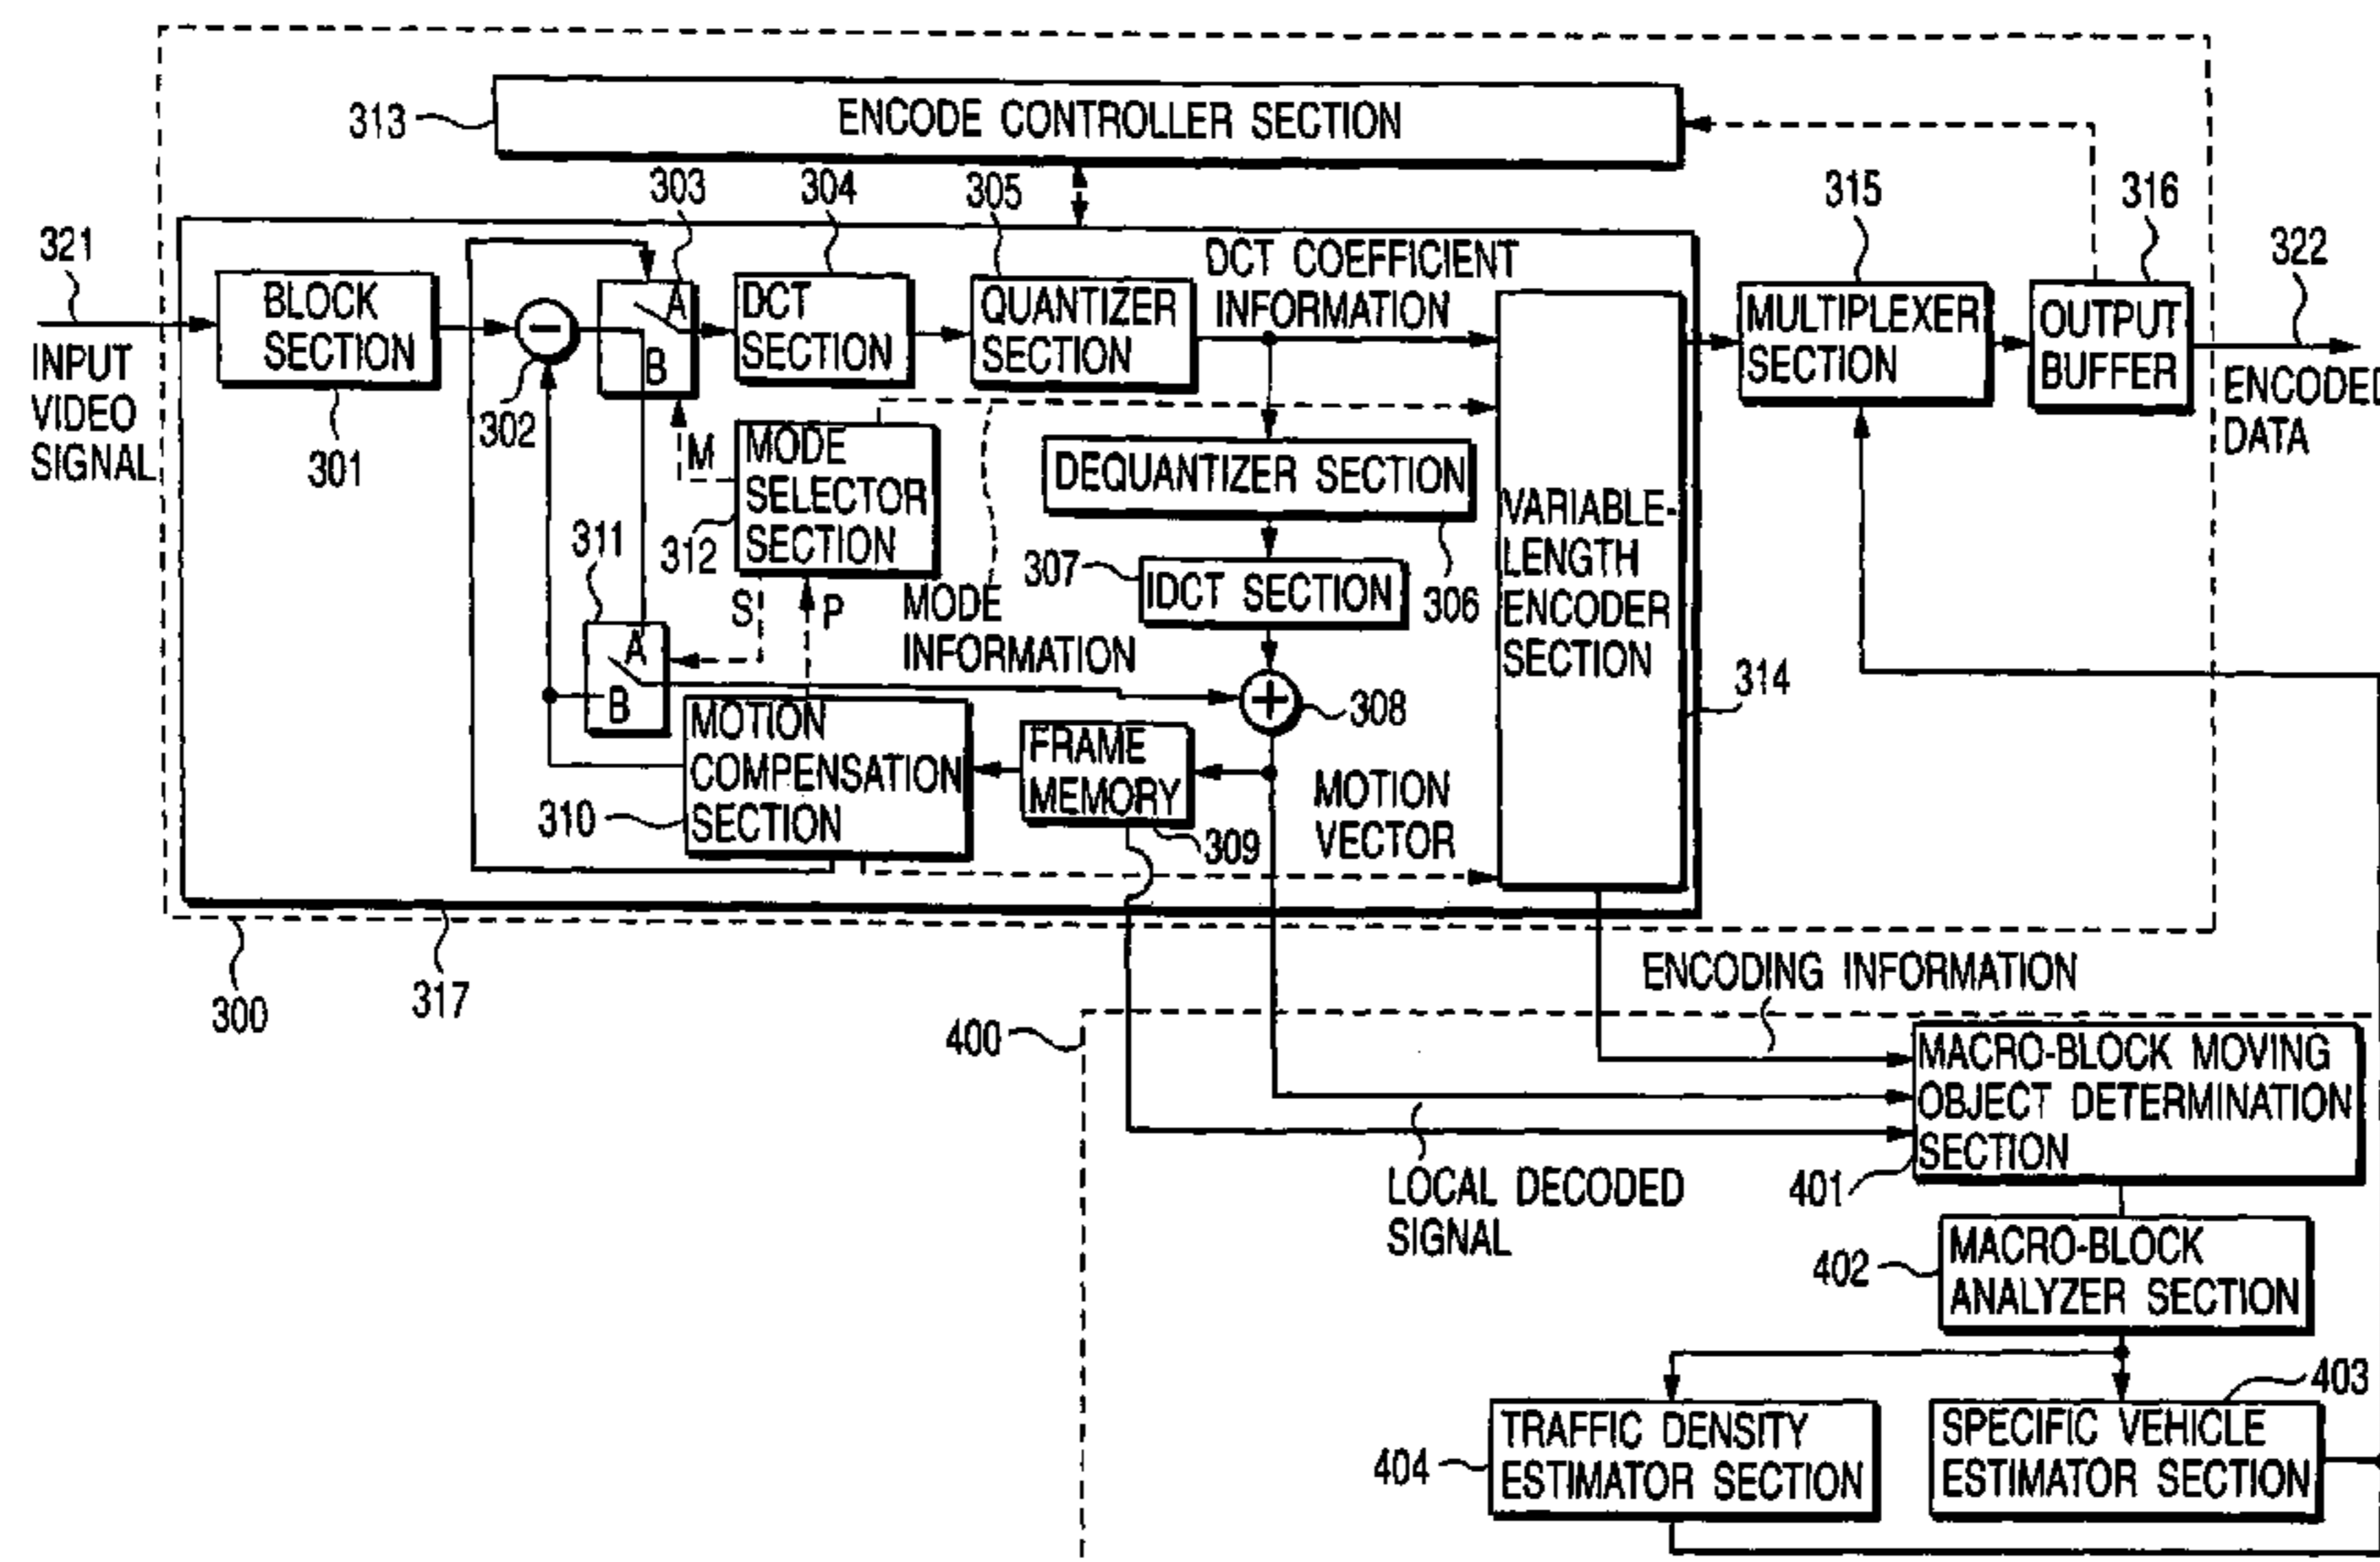 313
ENCODE CONTROLLER SECTION
303
304
305
315
316
321
322
INPUT
VIDEO
SIGNAL
BLOCK
SECTION
301
−
302
A
B
DCT
SECTION
QUANTIZER
SECTION
DCT COEFFICIENT
INFORMATION
MULTIPLEXER
SECTION
OUTPUT
BUFFER
ENCODED
DATA
M
MODE
SELECTOR
SECTION
312
DEQUANTIZER SECTION
306
VARIABLE-
LENGTH
ENCODER
SECTION
314
311
A
B
S
P
MODE
INFORMATION
307
IDCT SECTION
+
308
MOTION
COMPENSATION
SECTION
310
FRAME
MEMORY
309
MOTION
VECTOR
300
317
ENCODING INFORMATION
400
MACRO-BLOCK MOVING
OBJECT DETERMINATION
SECTION
401
LOCAL DECODED
SIGNAL
402
MACRO-BLOCK
ANALYZER SECTION
403
404
TRAFFIC DENSITY
ESTIMATOR SECTION
SPECIFIC VEHICLE
ESTIMATOR SECTION